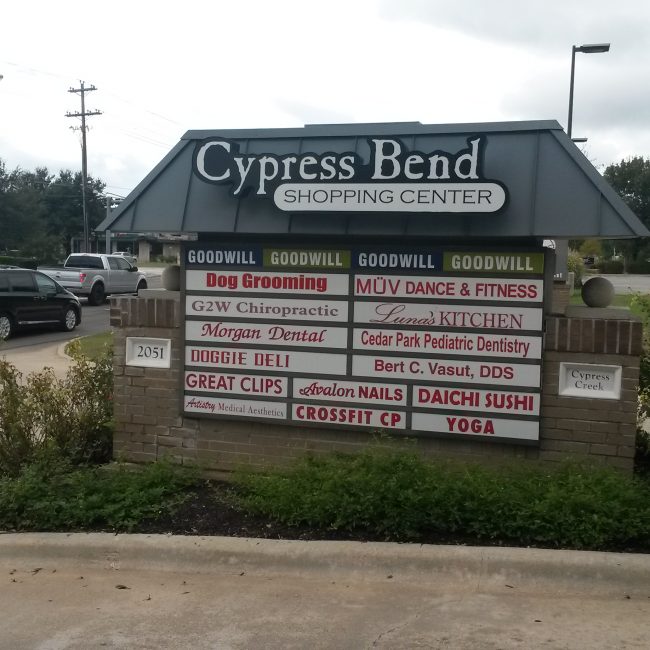 Cypress Bend
SHOPPING CENTER
GOODWILL GOODWILL GOODWILL GOODWILL
Dog Grooming
MÜV DANCE & FITNESS
G2W Chiropractic
Luna's KITCHEN
Morgan Dental
Cedar Park Pediatric Dentistry
DOGGIE DELI
Bert C. Vasut, DDS
GREAT CLIPS
Avalon NAILS
DAICHI SUSHI
Artistry Medical Aesthetics
CROSSFIT CP
YOGA
2051
Cypress
Creek